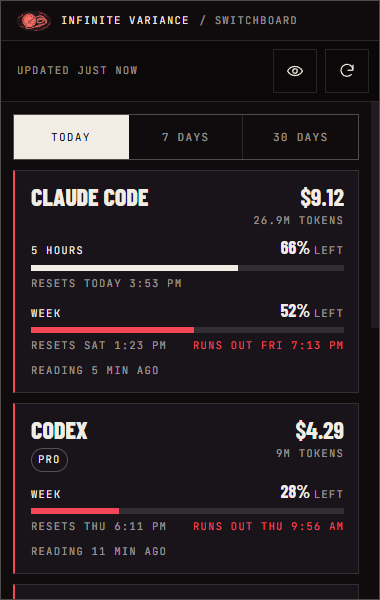 INFINITE VARIANCE / SWITCHBOARD
UPDATED JUST NOW
TODAY 7 DAYS 30 DAYS
CLAUDE CODE $9.12
26.9M TOKENS
5 HOURS 66% LEFT
RESETS TODAY 3:53 PM
WEEK 52% LEFT
RESETS SAT 1:23 PM RUNS OUT FRI 7:13 PM
READING 5 MIN AGO
CODEX $4.29
PRO 9M TOKENS
WEEK 28% LEFT
RESETS THU 6:11 PM RUNS OUT THU 9:56 AM
READING 11 MIN AGO